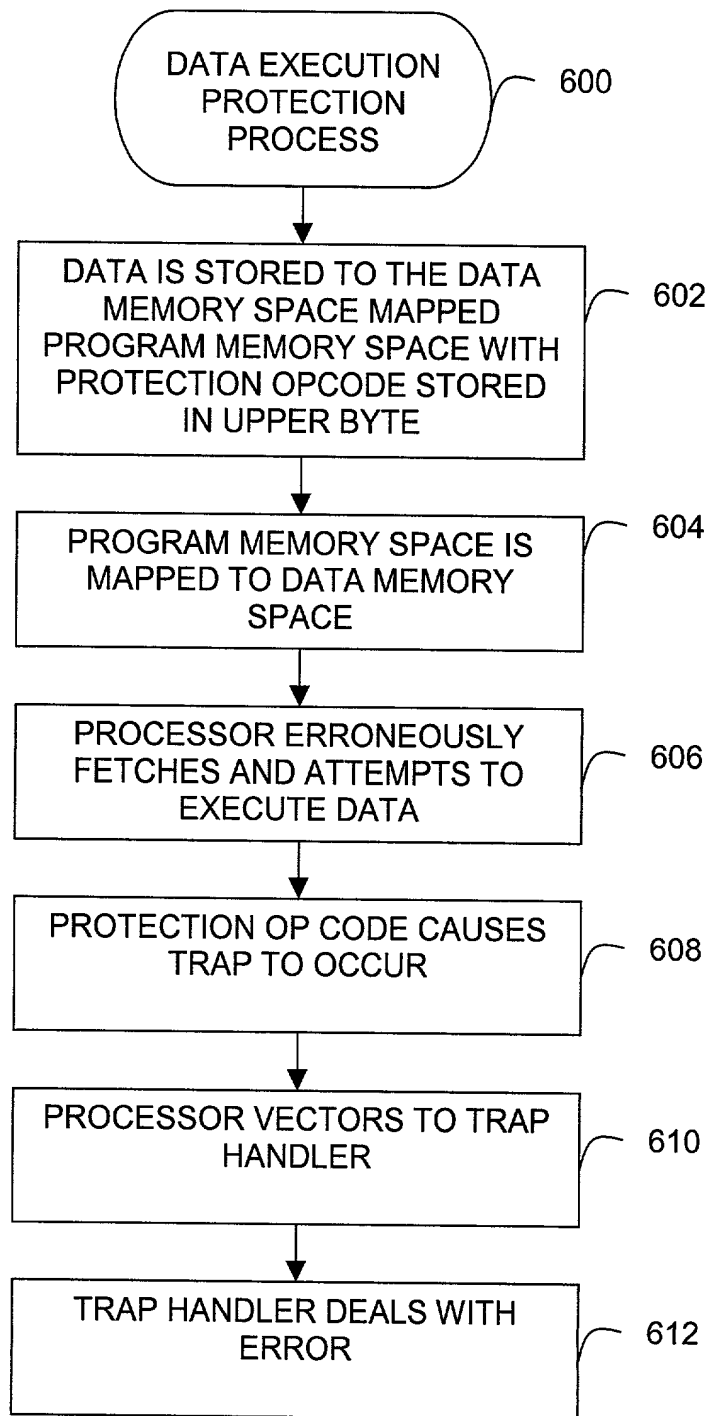 DATA EXECUTION
PROTECTION
PROCESS
600
DATA IS STORED TO THE DATA
MEMORY SPACE MAPPED
PROGRAM MEMORY SPACE WITH
PROTECTION OPCODE STORED
IN UPPER BYTE
602
PROGRAM MEMORY SPACE IS
MAPPED TO DATA MEMORY
SPACE
604
PROCESSOR ERRONEOUSLY
FETCHES AND ATTEMPTS TO
EXECUTE DATA
606
PROTECTION OP CODE CAUSES
TRAP TO OCCUR
608
PROCESSOR VECTORS TO TRAP
HANDLER
610
TRAP HANDLER DEALS WITH
ERROR
612